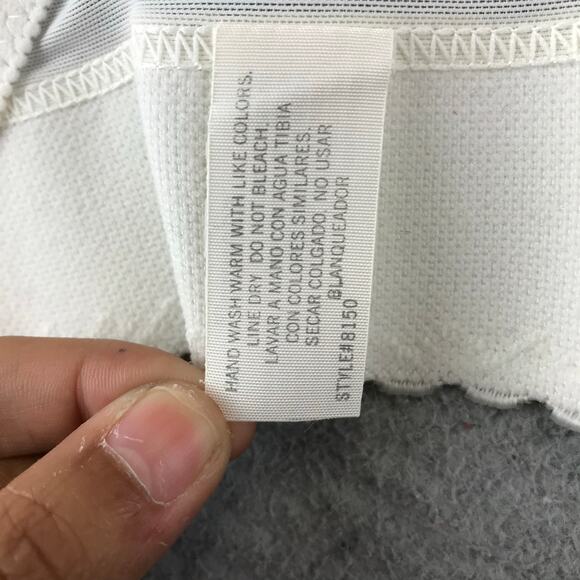 HAND WASH WARM WITH LIKE COLORS.
LINE DRY. DO NOT BLEACH.
LAVAR A MANO CON AGUA TIBIA
CON COLORES SIMILARES.
SECAR COLGADO. NO USAR
BLANQUEADOR
STYLE#8150